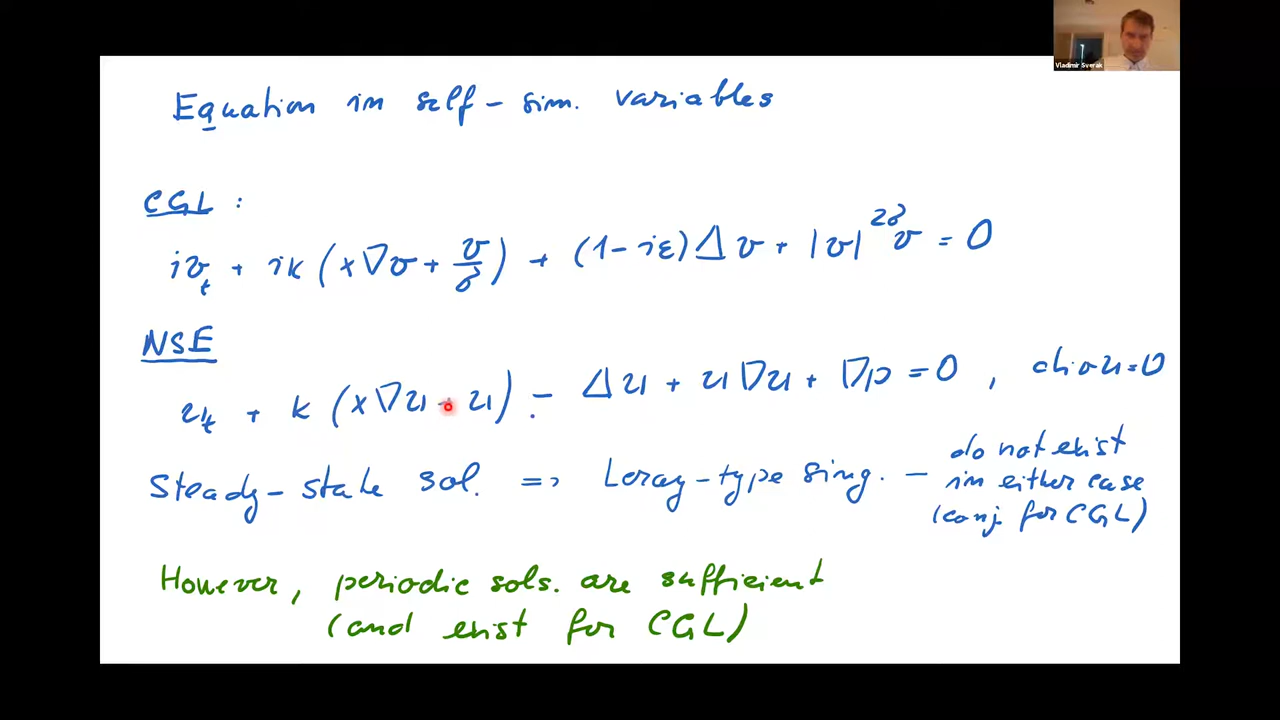 Vladimir Sverak
Equation in self-sim. variables
CGL :
iv_t + iκ(x∇v + v/σ) + (1-iε)Δv + |v|^{2σ}v = 0
NSE
u_t + κ(x∇u + u) - Δu + u∇u + ∇p = 0 , div u=0
Steady-state sol. => Leray-type sing. — do not exist
in either case
(conj. for CGL)
However, periodic sols. are sufficient
(and exist for CGL)